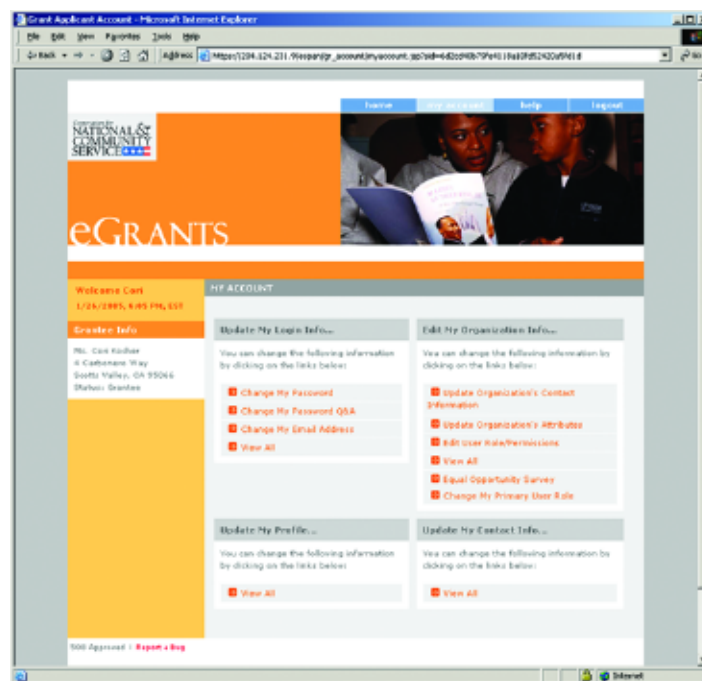 Grant Applicant Account - Microsoft Internet Explorer
File Edit View Favorites Tools Help
Back Address
home my account help logout
Corporation for
NATIONAL &
COMMUNITY
SERVICE
eGRANTS
Welcome Cori
1/26/2005, 6:05 PM, EST
Grantee Info
Ms. Cori Kocher
4 Carbonero Way
Scotts Valley, CA 95066
Status: Grantee
MY ACCOUNT
Update My Login Info...
You can change the following information
by clicking on the links below:
Change My Password
Change My Password Q&A
Change My Email Address
View All
Edit My Organization Info...
You can change the following information by
clicking on the links below:
Update Organization's Contact
Information
Update Organization's Attributes
Edit User Role/Permissions
View All
Equal Opportunity Survey
Change My Primary User Role
Update My Profile...
You can change the following information
by clicking on the links below:
View All
Update My Contact Info...
You can change the following information by
clicking on the links below:
View All
508 Approved | Report a Bug
Internet